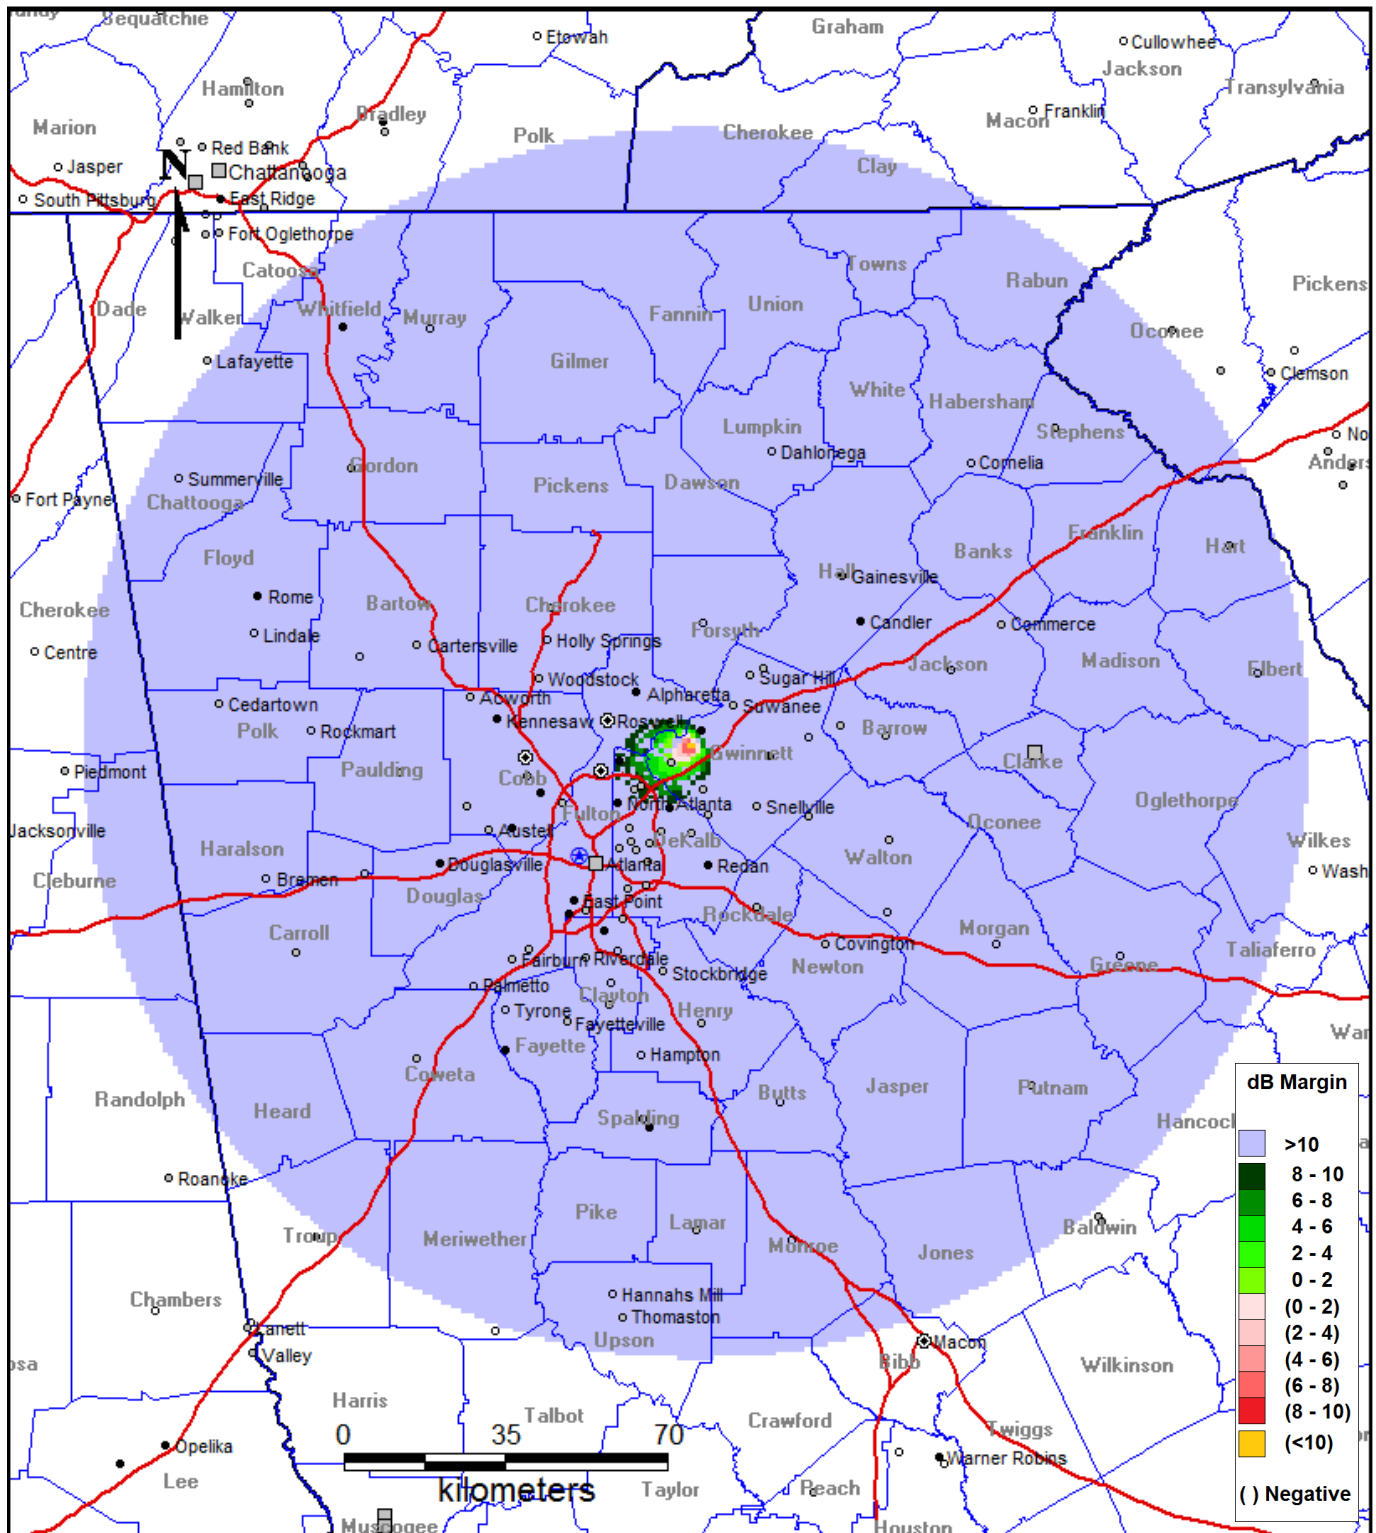 Sequatchie
Graham
Etowah
Cullowhee
Jackson
Hamilton
Transylvania
Bradley
Franklin
Macon
Marion
Polk
Cherokee
Red Bank
N
Clay
Jasper
Chattanooga
South Pittsburg
East Ridge
Fort Oglethorpe
Catoosa
Towns
Rabun
Pickens
Dade
Walker
Whitfield
Murray
Fannin
Union
Oconee
Lafayette
Gilmer
Clemson
White
Habersham
Lumpkin
Stephens
No
Dahlonega
Cornelia
Anders
Gordon
Summerville
Chattooga
Pickens
Dawson
Fort Payne
Franklin
Hart
Floyd
Banks
Hall
Gainesville
Rome
Bartow
Cherokee
Cherokee
Candler
Commerce
Lindale
Forsyth
Holly Springs
Cartersville
Centre
Jackson
Madison
Elbert
Woodstock
Sugar Hill
Acworth
Alpharetta
Cedartown
Suwanee
Kennesaw
Roswell
Polk
Rockmart
Barrow
Gwinnett
Clarke
Piedmont
Paulding
Cobb
Oglethorpe
North Atlanta
Snellville
Fulton
Oconee
Jacksonville
Austell
DeKalb
Wilkes
Haralson
Walton
Douglasville
Atlanta
Redan
Wash
Cleburne
Bremen
Douglas
East Point
Rockdale
Carroll
Morgan
Covington
Taliaferro
Fairburn
Riverdale
Newton
Greene
Stockbridge
Palmetto
Clayton
Tyrone
Henry
Fayetteville
War
Fayette
Hampton
Coweta
Jasper
Putnam
Butts
Randolph
Heard
Spalding
Hancock
Roanoke
Pike
Lamar
Baldwin
Troup
Meriwether
Monroe
Jones
Hannahs Mill
Chambers
Thomaston
Lanett
Upson
Macon
Valley
Bibb
Wilkinson
osa
Harris
Talbot
Crawford
Twiggs
0 35 70
Opelika
Warner Robins
Lee
kilometers
Taylor
Peach
Muscogee
Houston
dB Margin
>10
8 - 10
6 - 8
4 - 6
2 - 4
0 - 2
(0 - 2)
(2 - 4)
(4 - 6)
(6 - 8)
(8 - 10)
(<10)
( ) Negative